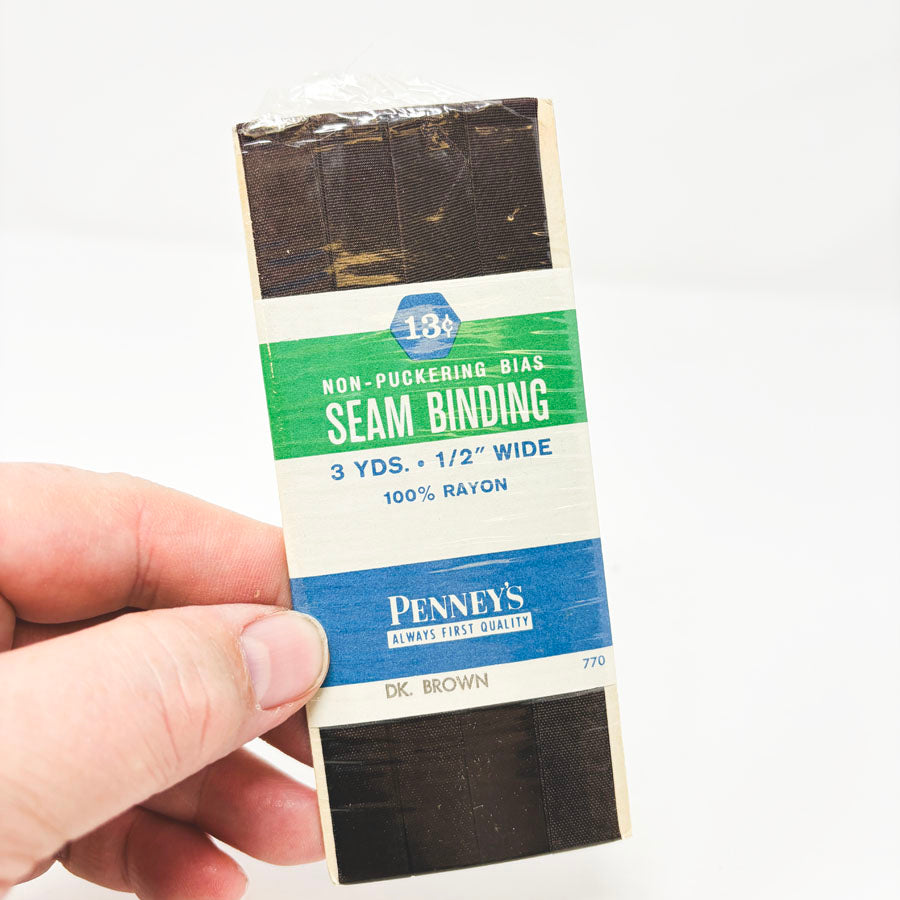 13¢
NON-PUCKERING BIAS
SEAM BINDING
3 YDS. • 1/2" WIDE
100% RAYON
PENNEY'S
ALWAYS FIRST QUALITY
770
DK. BROWN